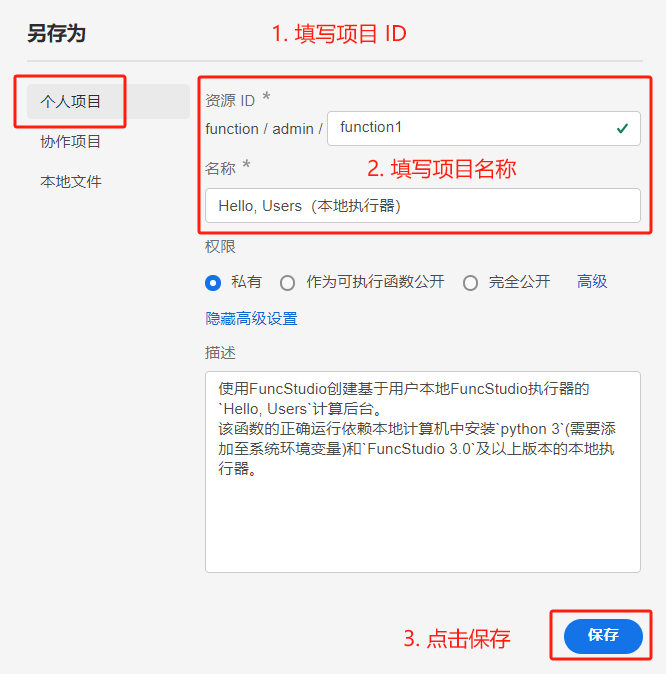 另存为
1. 填写项目 ID
个人项目
协作项目
本地文件
资源 ID *
function / admin / function1
名称 *
2. 填写项目名称
Hello, Users（本地执行器）
权限
私有 作为可执行函数公开 完全公开 高级
隐藏高级设置
描述
使用FuncStudio创建基于用户本地FuncStudio执行器的
`Hello, Users`计算后台。
该函数的正确运行依赖本地计算机中安装`python 3`(需要添
加至系统环境变量)和`FuncStudio 3.0`及以上版本的本地执
行器。
3. 点击保存
保存